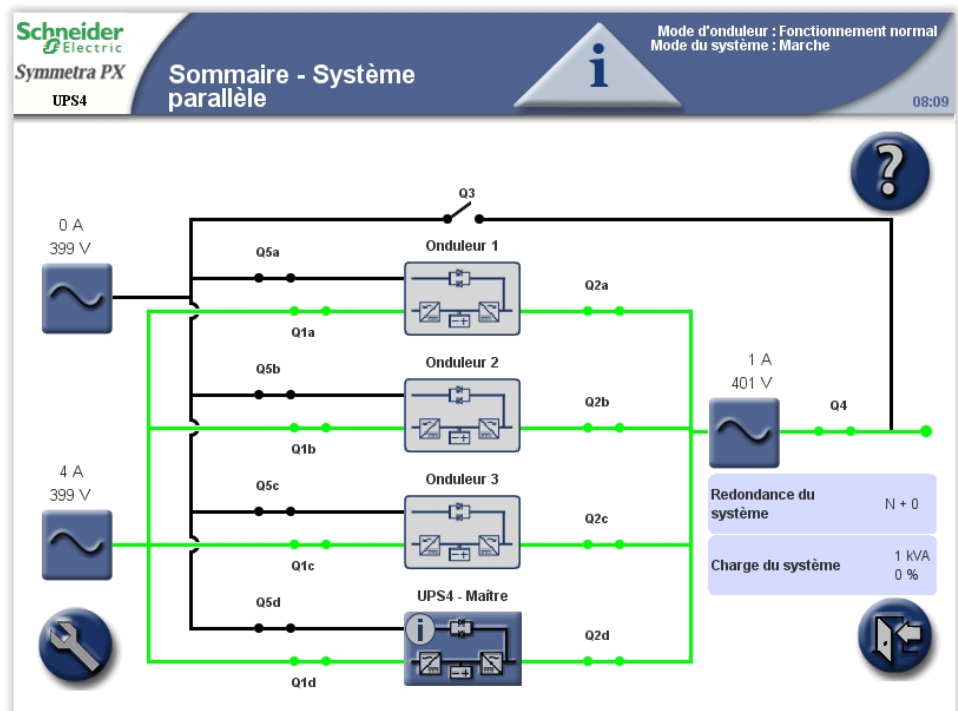 Schneider
Electric
Symmetra PX
UPS4
Sommaire - Système
parallèle
i
Mode d'onduleur : Fonctionnement normal
Mode du système : Marche
08:09
?
Q3
0 A
399 V
Q5a
Onduleur 1
Q1a
Q2a
Q5b
Onduleur 2
Q1b
Q2b
1 A
401 V
Q4
4 A
399 V
Q5c
Onduleur 3
Q1c
Q2c
Redondance du
système
N + 0
Charge du système
1 kVA
0 %
Q5d
UPS4 - Maître
i
Q1d
Q2d